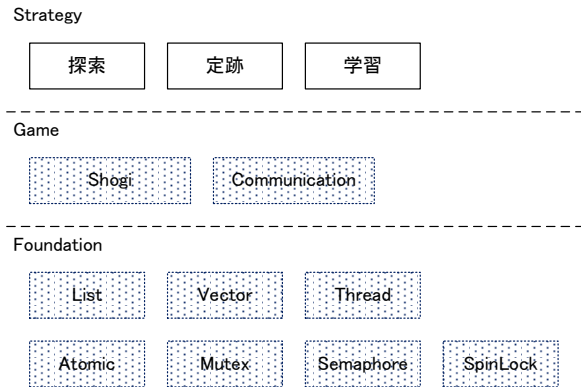 Strategy
探索 定跡 学習
Game
Shogi Communication
Foundation
List Vector Thread
Atomic Mutex Semaphore SpinLock